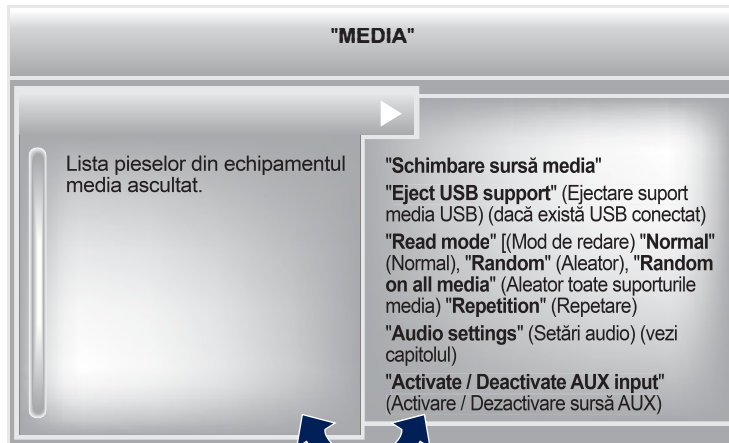 "MEDIA"
Lista pieselor din echipamentul
media ascultat.
"Schimbare sursă media"
"Eject USB support" (Ejectare suport
media USB) (dacă există USB conectat)
"Read mode" [(Mod de redare) "Normal"
(Normal), "Random" (Aleator), "Random
on all media" (Aleator toate suporturile
media) "Repetition" (Repetare)
"Audio settings" (Setări audio) (vezi
capitolul)
"Activate / Deactivate AUX input"
(Activare / Dezactivare sursă AUX)